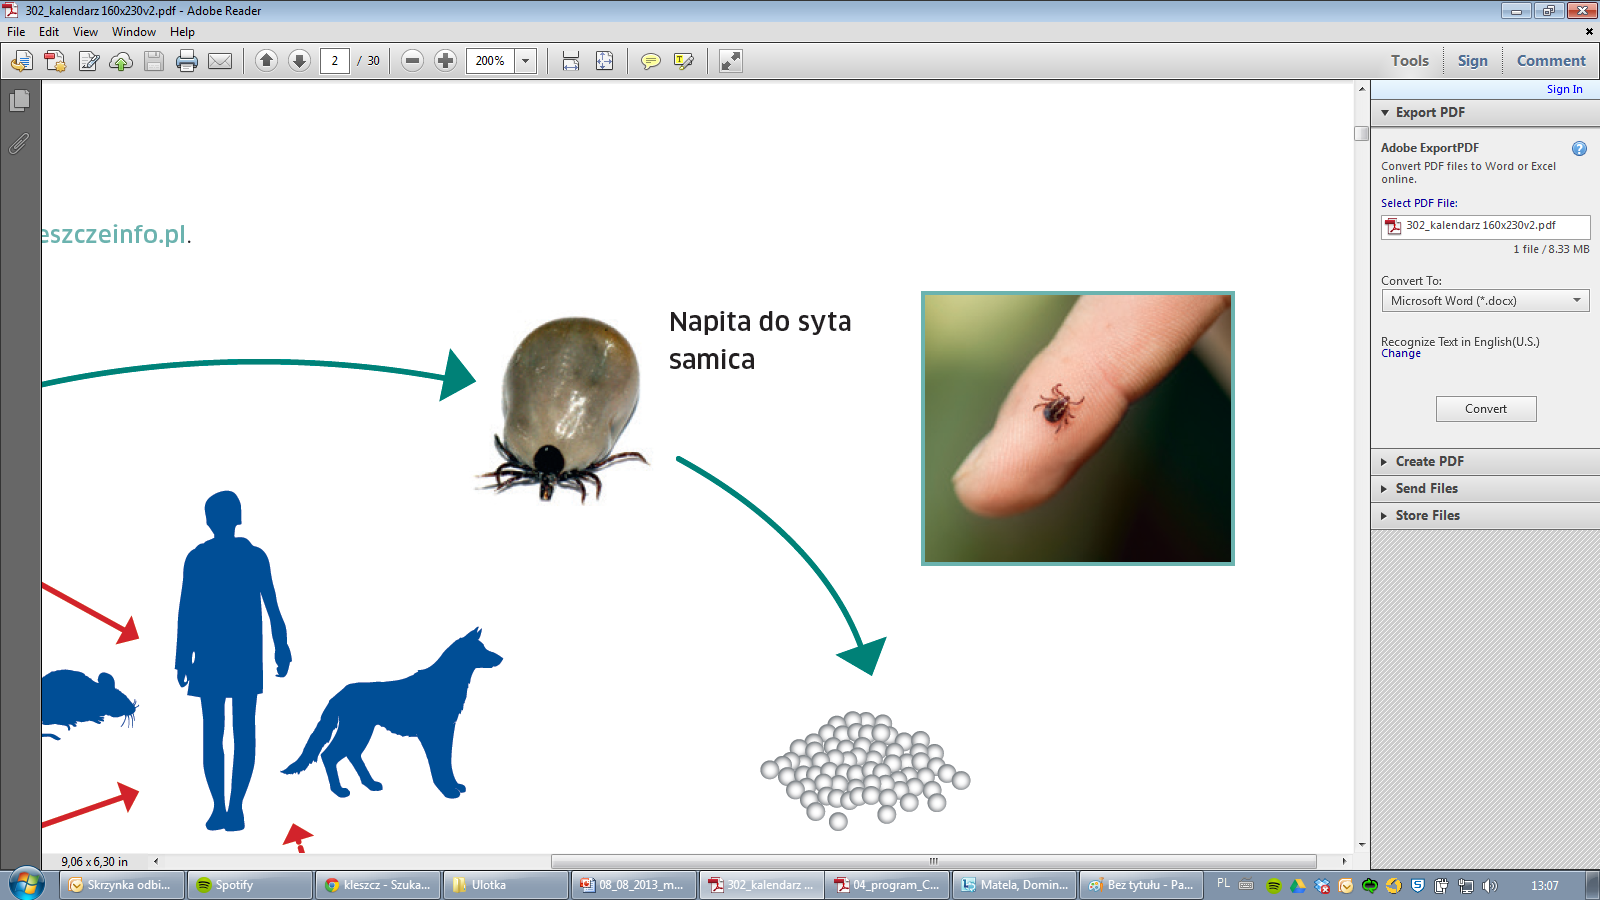 302_kalendarz 160x230v2.pdf - Adobe Reader
File Edit View Window Help
2 / 30 200% Tools Sign Comment
Sign In
Export PDF
Adobe ExportPDF
Convert PDF files to Word or Excel
online.
Select PDF File:
302_kalendarz 160x230v2.pdf
1 file / 8.33 MB
Convert To:
Microsoft Word (*.docx)
Recognize Text in English(U.S.)
Change
Convert
Create PDF
Send Files
Store Files
eszczeinfo.pl.
Napita do syta
samica
9,06 x 6,30 in
Skrzynka odbi... Spotify kleszcz - Szuka... Ulotka 08_08_2013_m... 302_kalendarz ... 04_program_C... Matela, Domin... Bez tytułu - Pa... PL 13:07